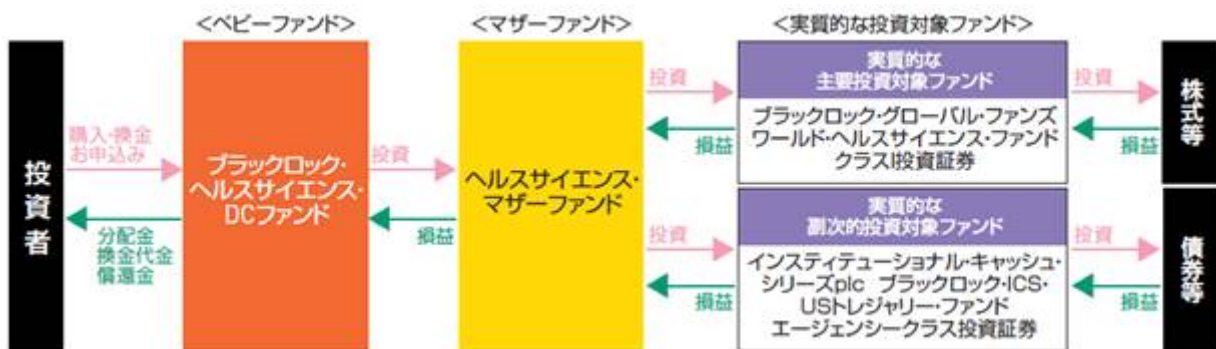 <ベビーファンド>
<マザーファンド>
<実質的な投資対象ファンド>
投資者
購入・換金
お申込み
分配金
換金代金
償還金
ブラックロック・
ヘルスサイエンス・
DCファンド
投資
損益
ヘルスサイエンス・
マザーファンド
投資
損益
実質的な
主要投資対象ファンド
ブラックロック・グローバル・ファンズ
ワールド・ヘルスサイエンス・ファンド
クラスI投資証券
投資
損益
株式等
投資
損益
実質的な
副次的投資対象ファンド
インスティテューショナル・キャッシュ・
シリーズplc ブラックロック・ICS・
USトレジャリー・ファンド
エージェンシークラス投資証券
投資
損益
債券等